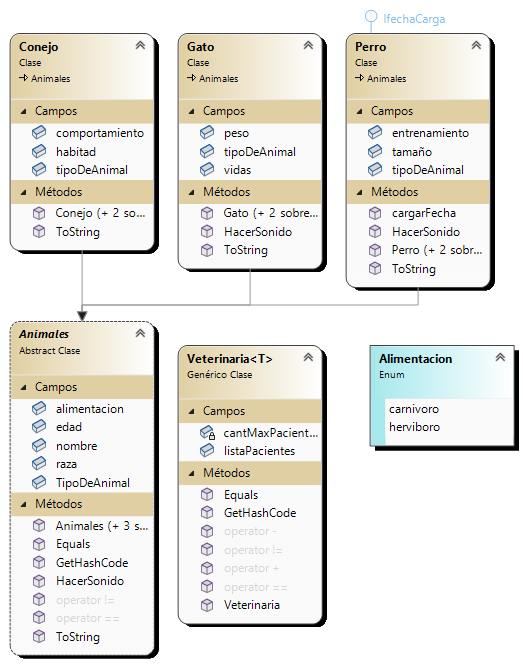 IfechaCarga
Conejo
Clase
Animales
Campos
comportamiento
habitad
tipoDeAnimal
Métodos
Conejo (+ 2 so...
ToString
Gato
Clase
Animales
Campos
peso
tipoDeAnimal
vidas
Métodos
Gato (+ 2 sobre...
HacerSonido
ToString
Perro
Clase
Animales
Campos
entrenamiento
tamaño
tipoDeAnimal
Métodos
cargarFecha
HacerSonido
Perro (+ 2 sobr...
ToString
Animales
Abstract Clase
Campos
alimentacion
edad
nombre
raza
TipoDeAnimal
Métodos
Animales (+ 3 s...
Equals
GetHashCode
HacerSonido
operator !=
operator ==
ToString
Veterinaria<T>
Genérico Clase
Campos
cantMaxPacient...
listaPacientes
Métodos
Equals
GetHashCode
operator -
operator !=
operator +
operator ==
Veterinaria
Alimentacion
Enum
carnivoro
herviboro